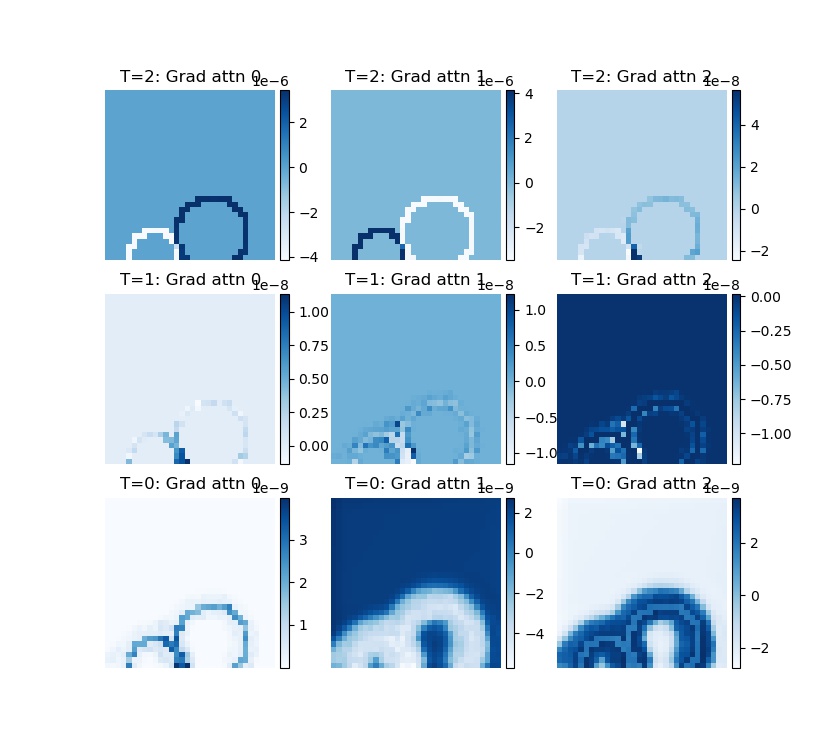 T=2: Grad attn 0
1e−6
2
0
−2
−4
T=2: Grad attn 1
1e−6
4
2
0
−2
T=2: Grad attn 2
1e−8
4
2
0
−2
T=1: Grad attn 0
1e−8
1.00
0.75
0.50
0.25
0.00
T=1: Grad attn 1
1e−8
1.0
0.5
0.0
−0.5
−1.0
T=1: Grad attn 2
1e−8
0.00
−0.25
−0.50
−0.75
−1.00
T=0: Grad attn 0
1e−9
3
2
1
T=0: Grad attn 1
1e−9
2
0
−2
−4
T=0: Grad attn 2
1e−9
2
0
−2